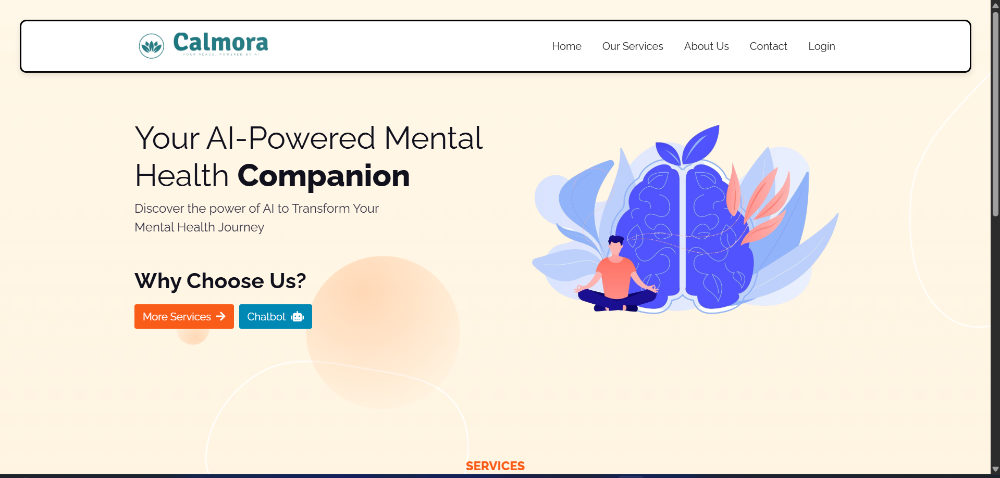 Calmora
YOUR PEACE, POWERED BY AI
Home
Our Services
About Us
Contact
Login
Your AI-Powered Mental
Health Companion
Discover the power of AI to Transform Your
Mental Health Journey
Why Choose Us?
More Services
Chatbot
SERVICES